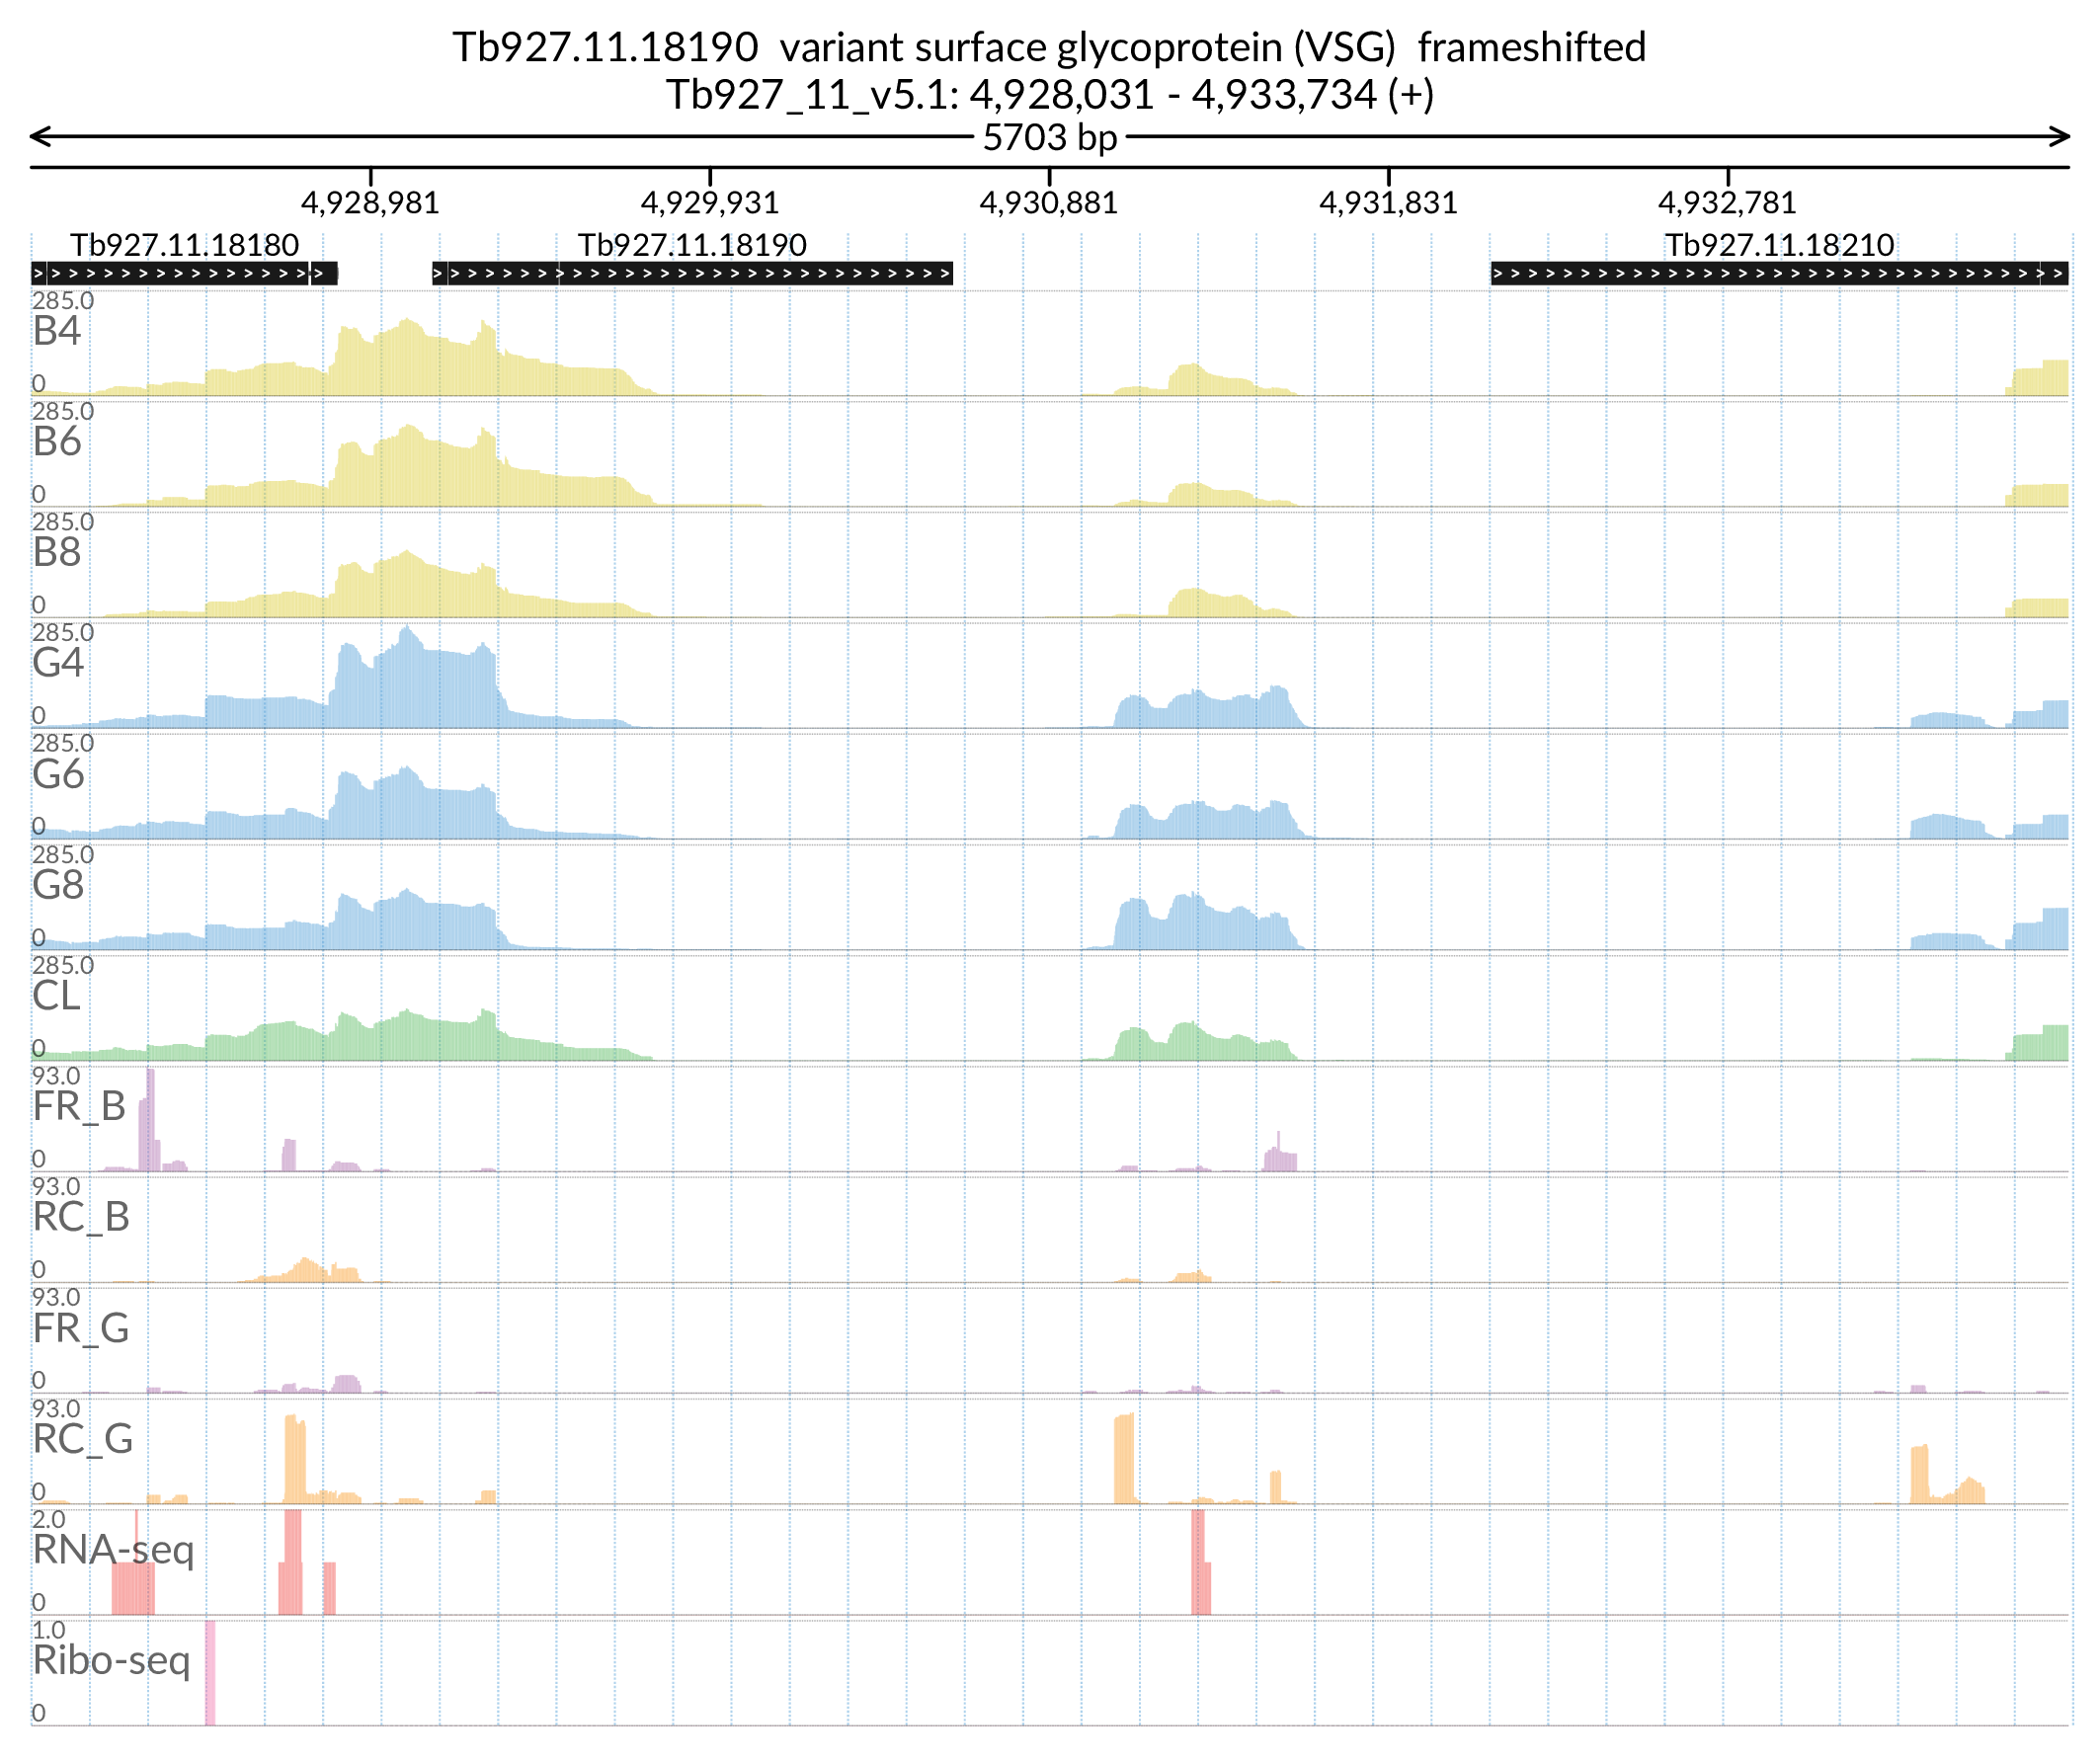 Tb927.11.18190 variant surface glycoprotein (VSG) frameshifted
Tb927_11_v5.1: 4,928,031 - 4,933,734 (+)
5703 bp
4,928,981 4,929,931 4,930,881 4,931,831 4,932,781
Tb927.11.18180 Tb927.11.18190 Tb927.11.18210
285.0
B4
0
285.0
B6
0
285.0
B8
0
285.0
G4
0
285.0
G6
0
285.0
G8
0
285.0
CL
0
93.0
FR_B
0
93.0
RC_B
0
93.0
FR_G
0
93.0
RC_G
0
2.0
RNA-seq
0
1.0
Ribo-seq
0